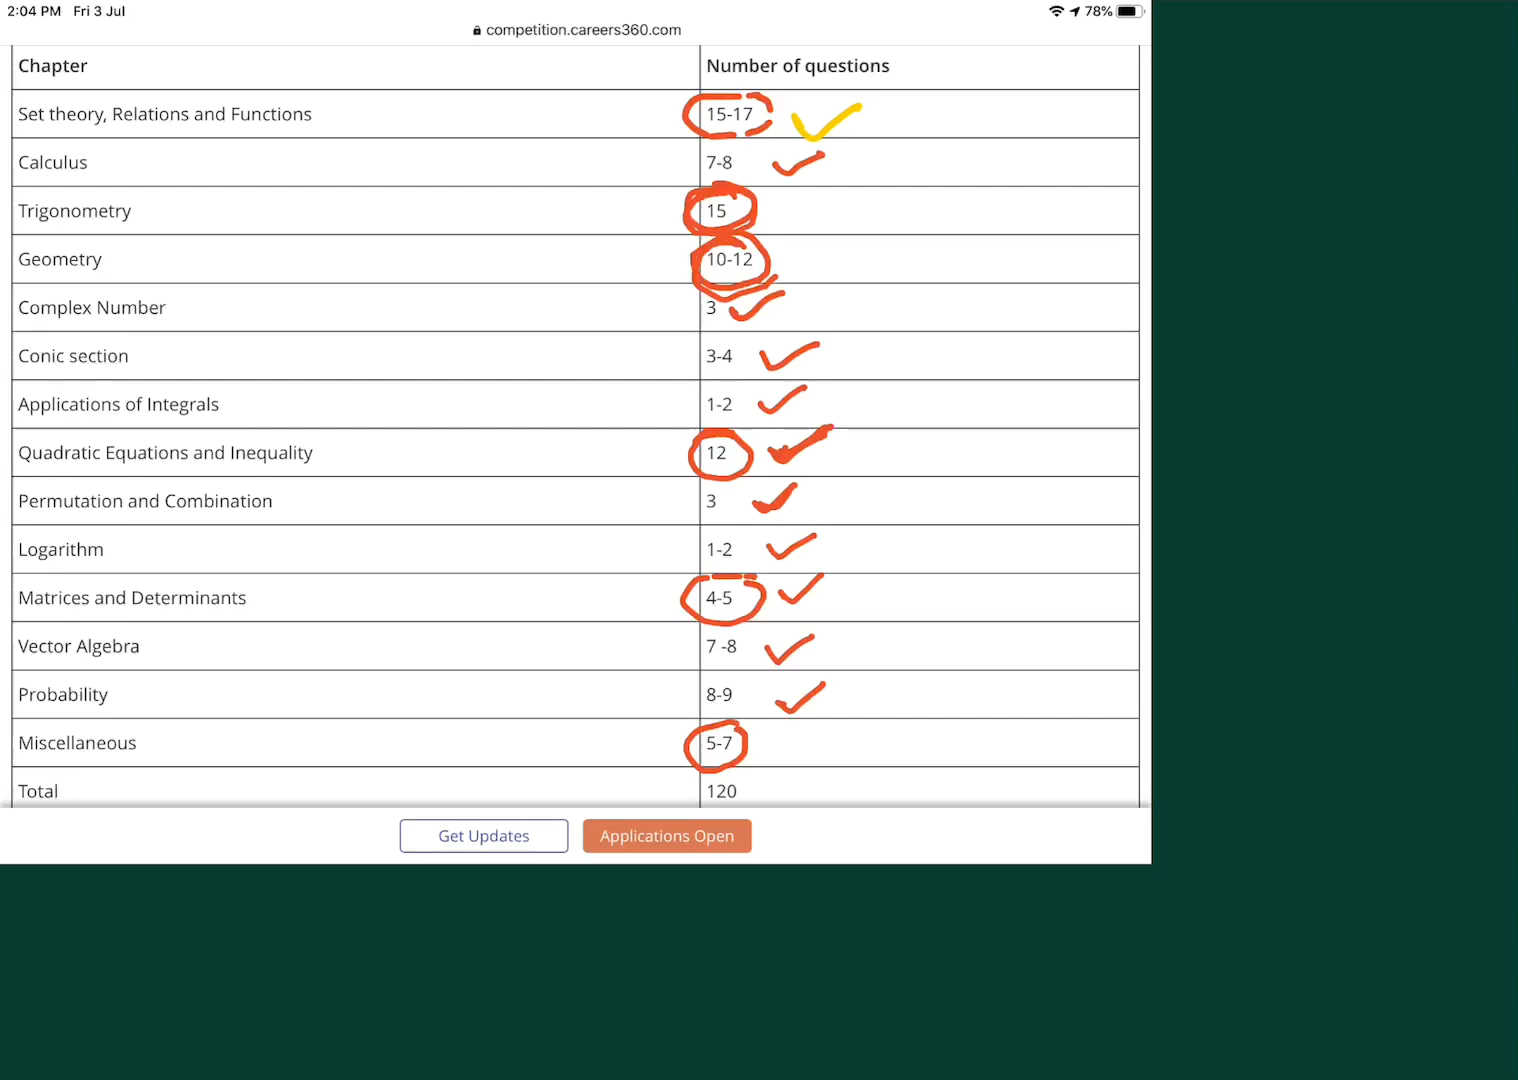 2:04 PM Fri 3 Jul
78%
competition.careers360.com
Chapter Number of questions
Set theory, Relations and Functions 15-17
Calculus 7-8
Trigonometry 15
Geometry 10-12
Complex Number 3
Conic section 3-4
Applications of Integrals 1-2
Quadratic Equations and Inequality 12
Permutation and Combination 3
Logarithm 1-2
Matrices and Determinants 4-5
Vector Algebra 7 -8
Probability 8-9
Miscellaneous 5-7
Total 120
Get Updates Applications Open